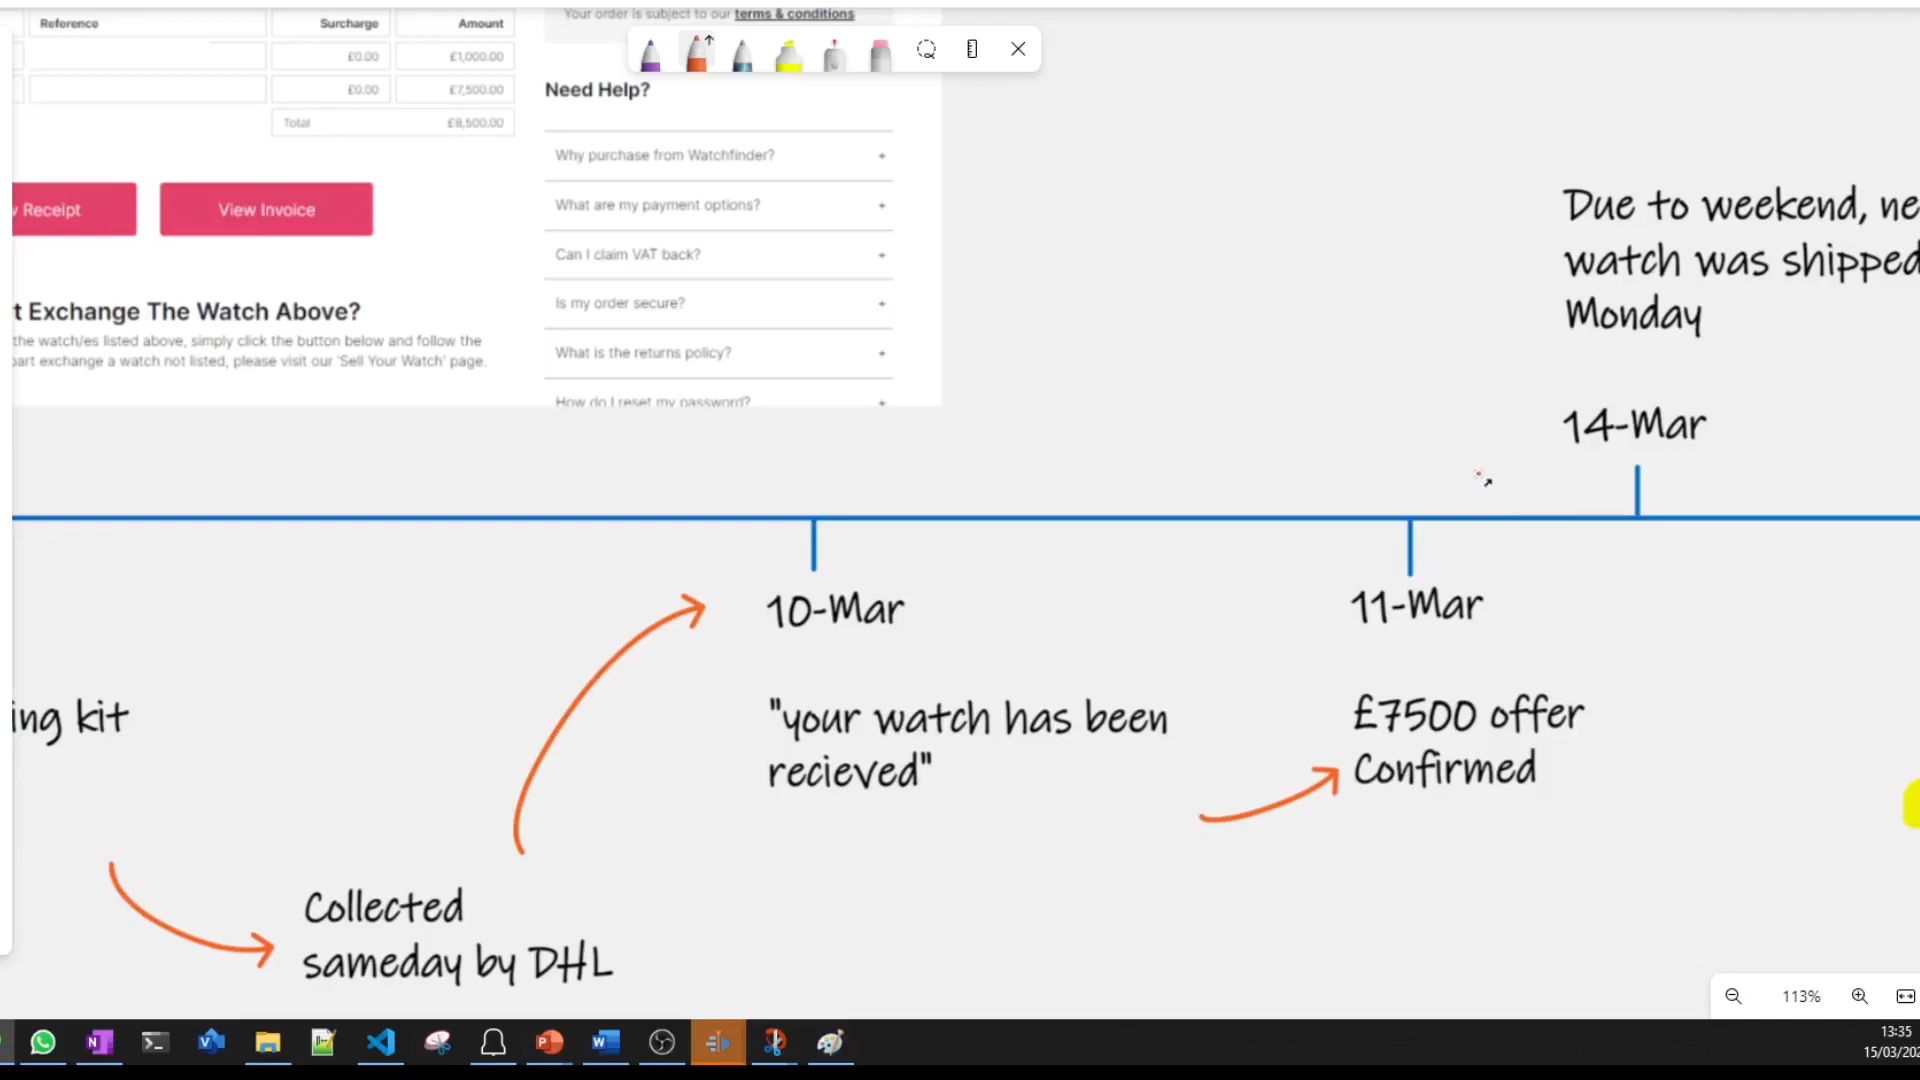 Reference Surcharge Amount
£0.00 £1,000.00
£0.00 £7,500.00
Total £8,500.00
Your order is subject to our terms & conditions
Need Help?
Why purchase from Watchfinder? +
What are my payment options? +
Can I claim VAT back? +
Is my order secure? +
What is the returns policy? +
How do I reset my password? +
Receipt
View Invoice
t Exchange The Watch Above?
the watch/es listed above, simply click the button below and follow the
part exchange a watch not listed, please visit our 'Sell Your Watch' page.
Due to weekend, ne
watch was shipped
Monday
14-Mar
10-Mar
"your watch has been
recieved"
11-Mar
£7500 offer
Confirmed
ing kit
Collected
sameday by DHL
113%
13:35
15/03/202